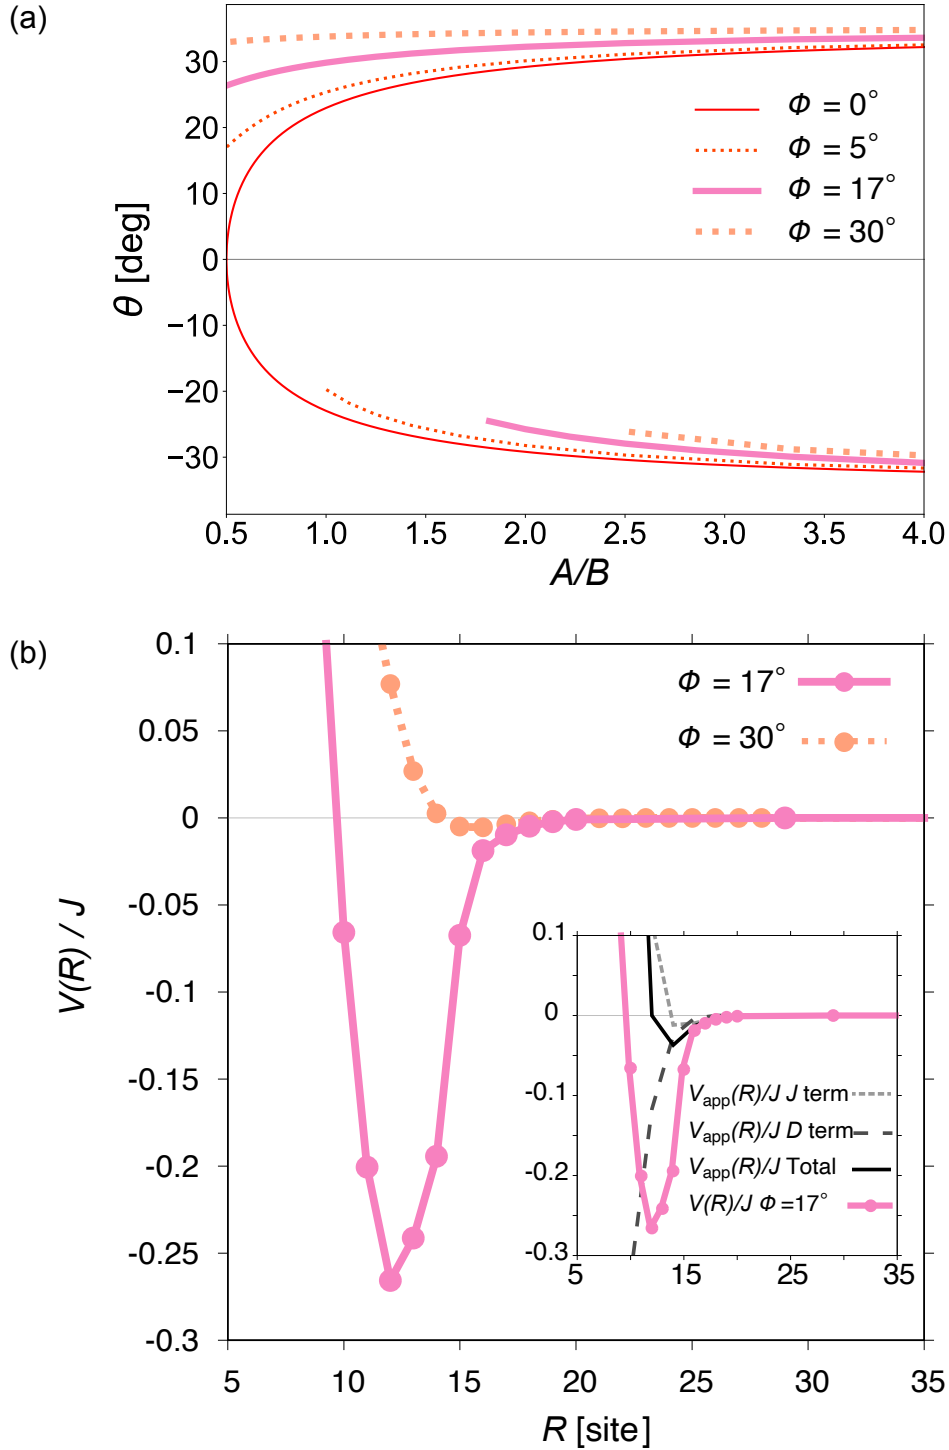 (a)
θ [deg]
30
20
10
0
−10
−20
−30
Φ = 0°
Φ = 5°
Φ = 17°
Φ = 30°
0.5 1.0 1.5 2.0 2.5 3.0 3.5 4.0
A/B
(b)
V(R) / J
0.1
0.05
0
-0.05
-0.1
-0.15
-0.2
-0.25
-0.3
Φ = 17°
Φ = 30°
0.1
0
-0.1
-0.2
-0.3
V_app(R)/J J term
V_app(R)/J D term
V_app(R)/J Total
V(R)/J Φ =17°
5 15 25 35
5 10 15 20 25 30 35
R [site]